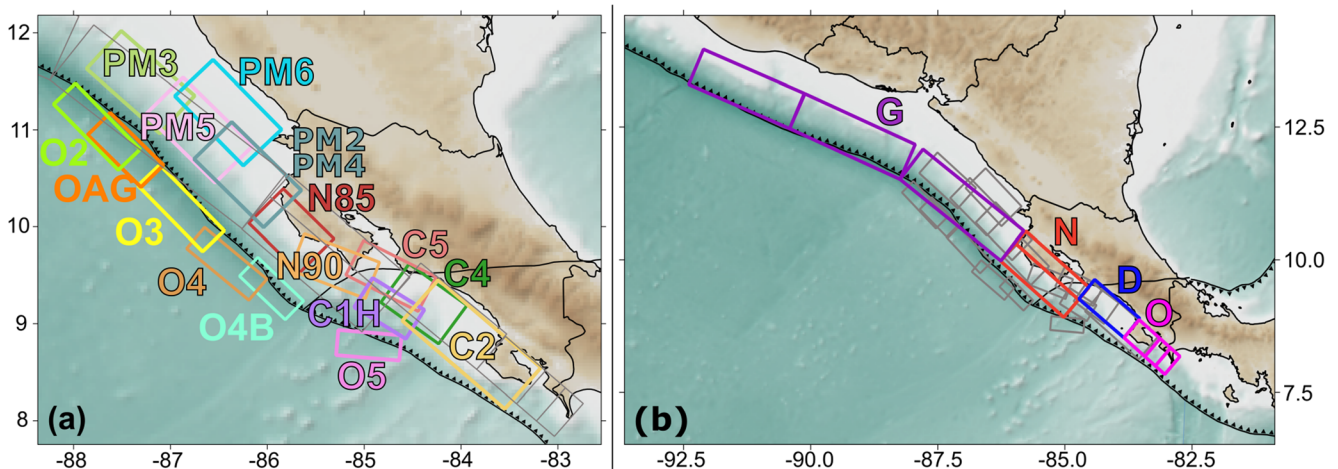 12
11
10
9
8
-88
-87
-86
-85
-84
-83
PM3
PM6
PM5
PM2
PM4
O2
OAG
N85
O3
C5
N90
C4
O4
C1H
O4B
C2
O5
(a)
G
N
D
O
(b)
12.5
10.0
7.5
-92.5
-90.0
-87.5
-85.0
-82.5